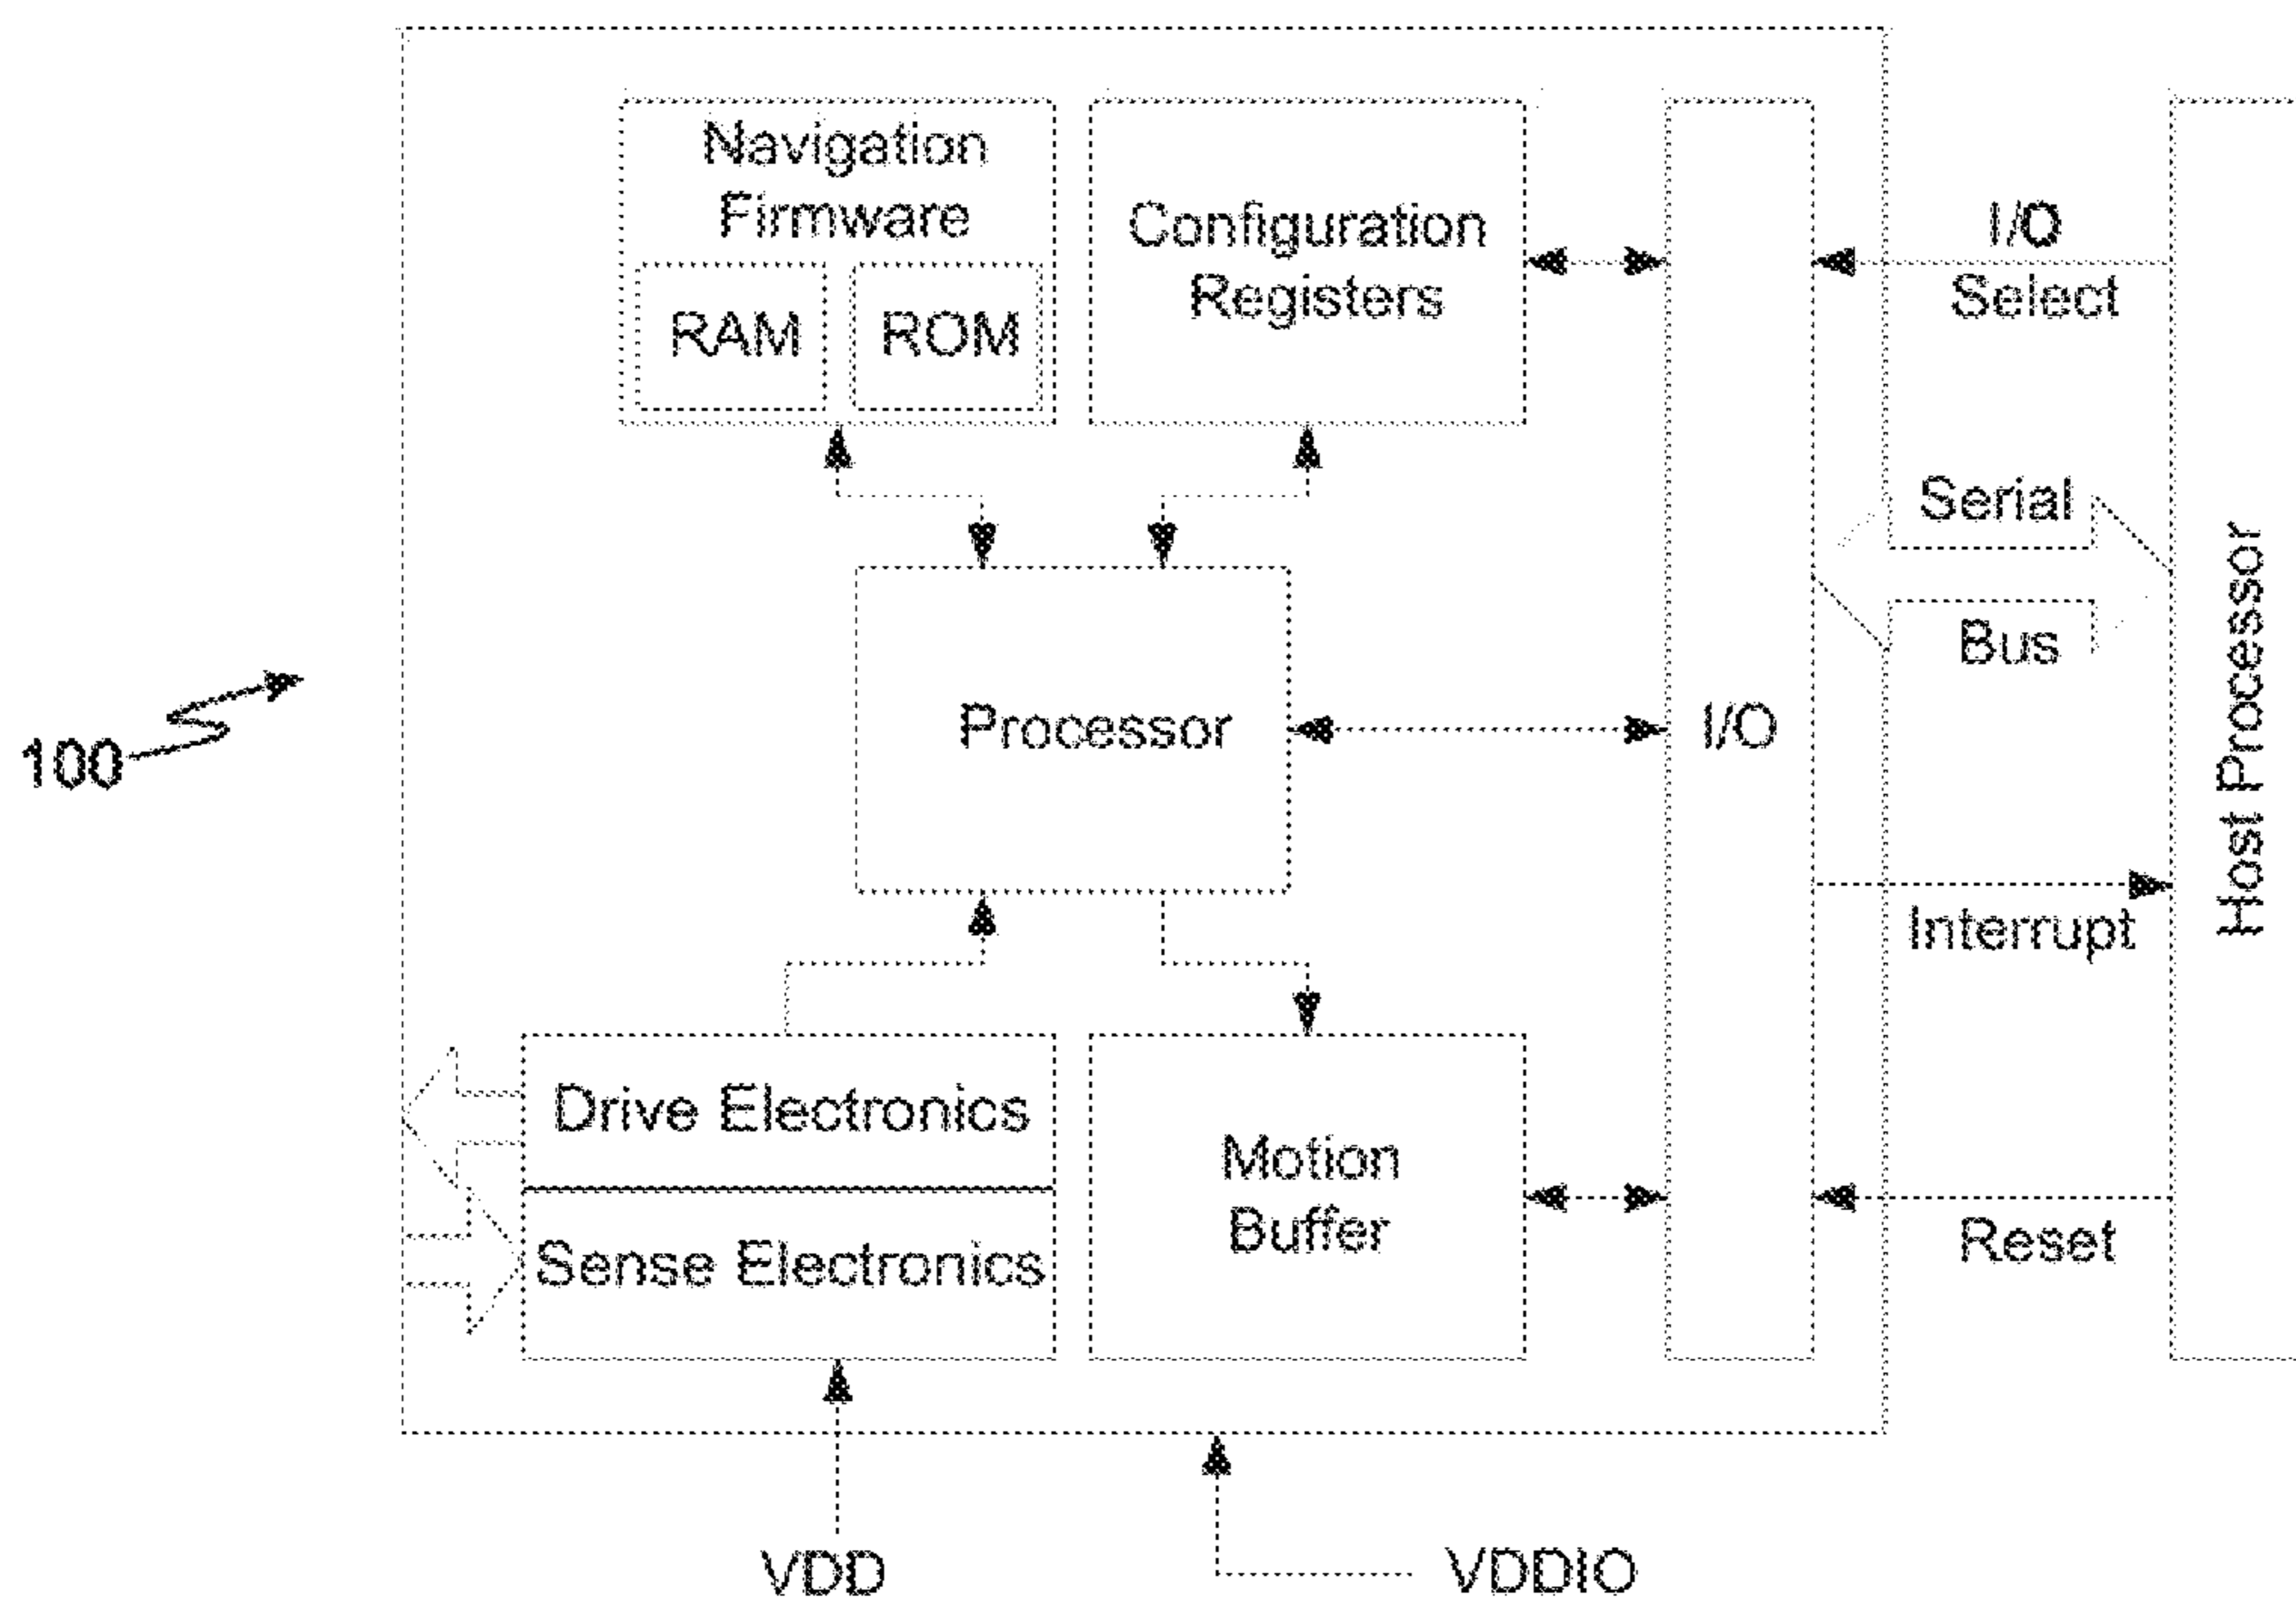 Navigation
Firmware
RAM
ROM
Configuration
Registers
I/O
Select
Serial
Bus
Host Processor
100
Processor
I/O
Interrupt
Drive Electronics
Sense Electronics
Motion
Buffer
Reset
VDD
VDDIO